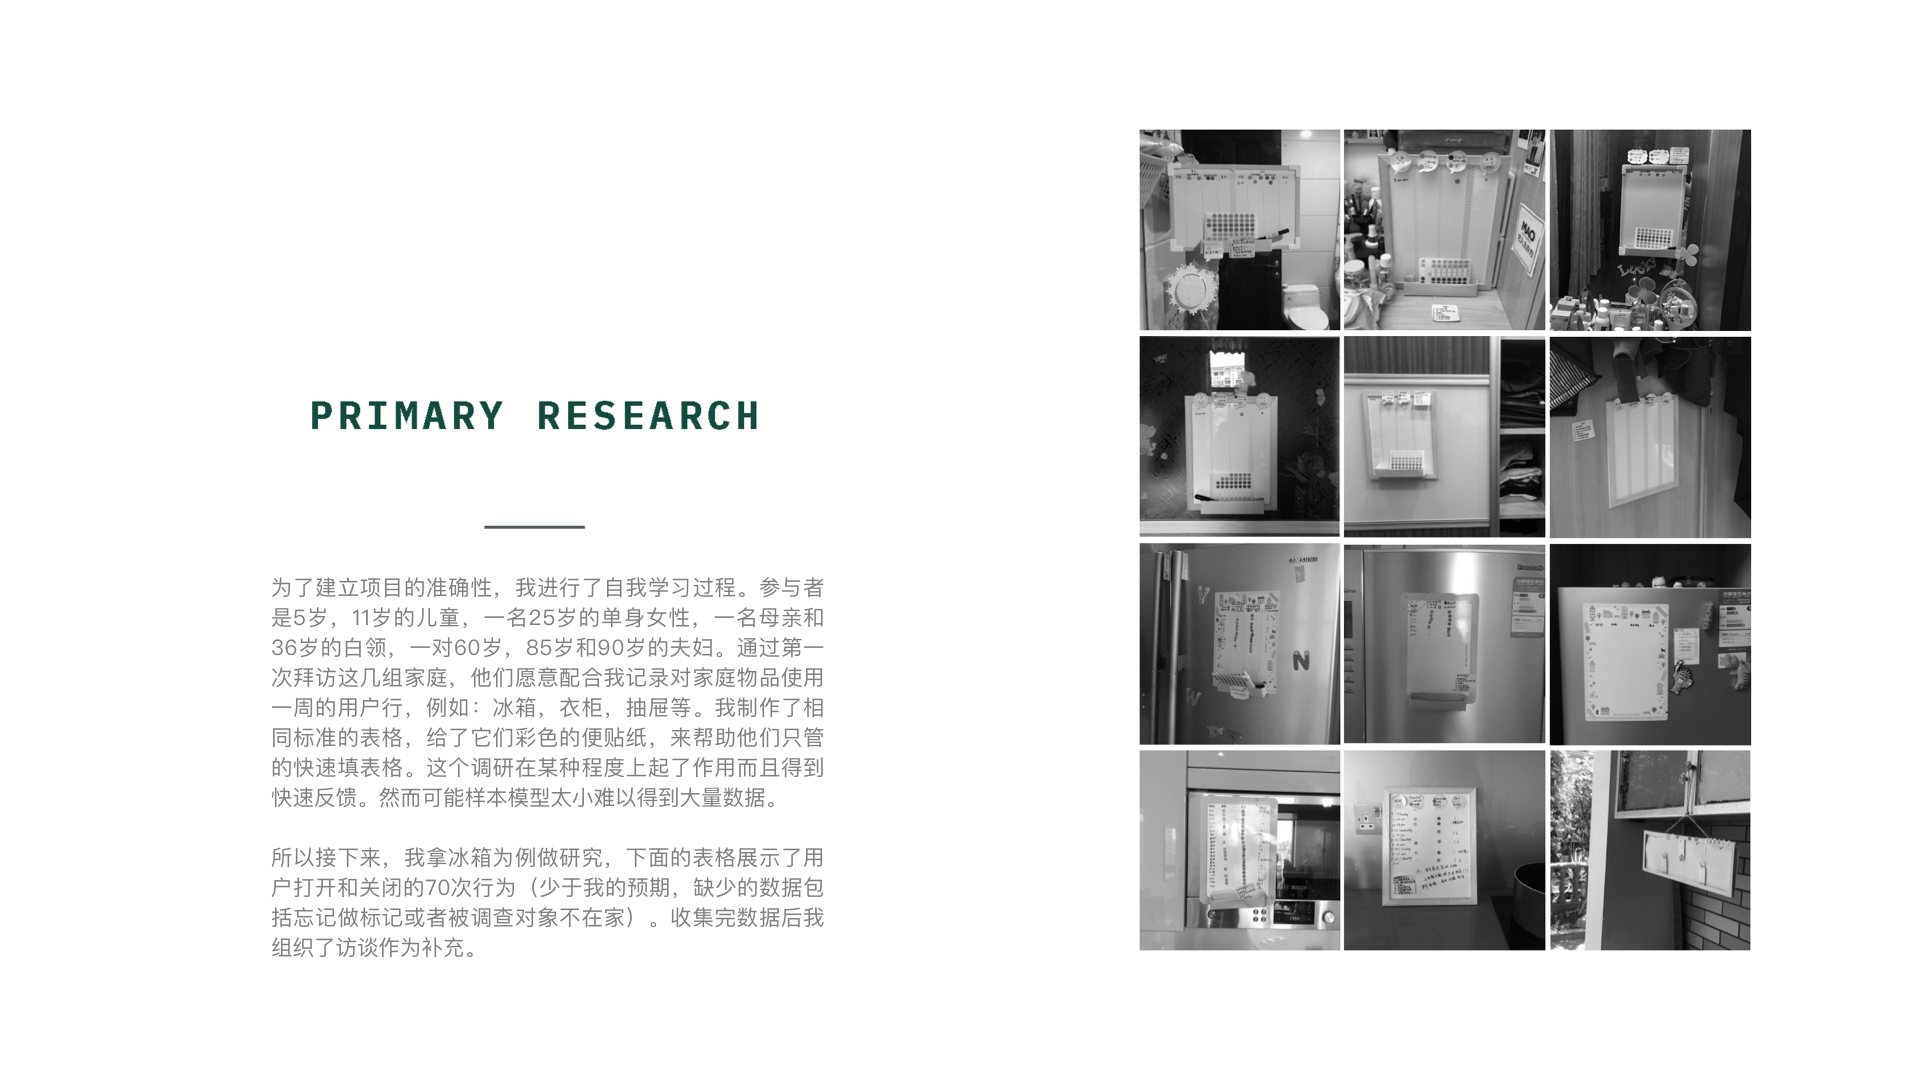 PRIMARY RESEARCH
为了建立项目的准确性，我进行了自我学习过程。参与者
是5岁，11岁的儿童，一名25岁的单身女性，一名母亲和
36岁的白领，一对60岁，85岁和90岁的夫妇。通过第一
次拜访这几组家庭，他们愿意配合我记录对家庭物品使用
一周的用户行，例如：冰箱，衣柜，抽屉等。我制作了相
同标准的表格，给了它们彩色的便贴纸，来帮助他们只管
的快速填表格。这个调研在某种程度上起了作用而且得到
快速反馈。然而可能样本模型太小难以得到大量数据。
所以接下来，我拿冰箱为例做研究，下面的表格展示了用
户打开和关闭的70次行为（少于我的预期，缺少的数据包
括忘记做标记或者被调查对象不在家）。收集完数据后我
组织了访谈作为补充。
MAO
Lucky
N